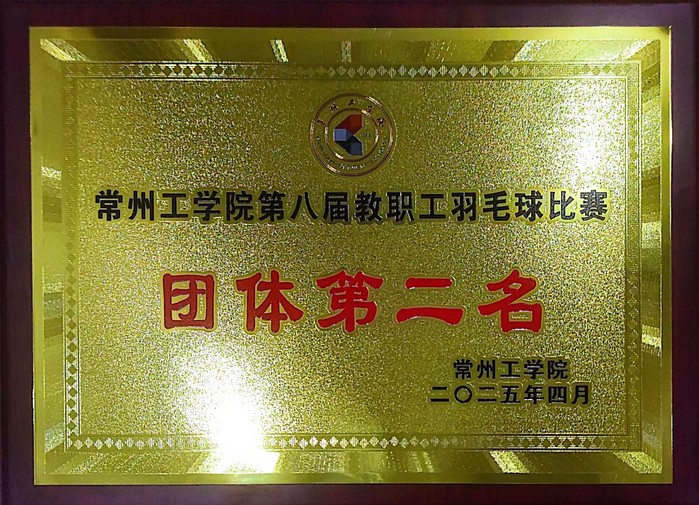 常州工学院第八届教职工羽毛球比赛
团体第二名
常州工学院
二〇二五年四月